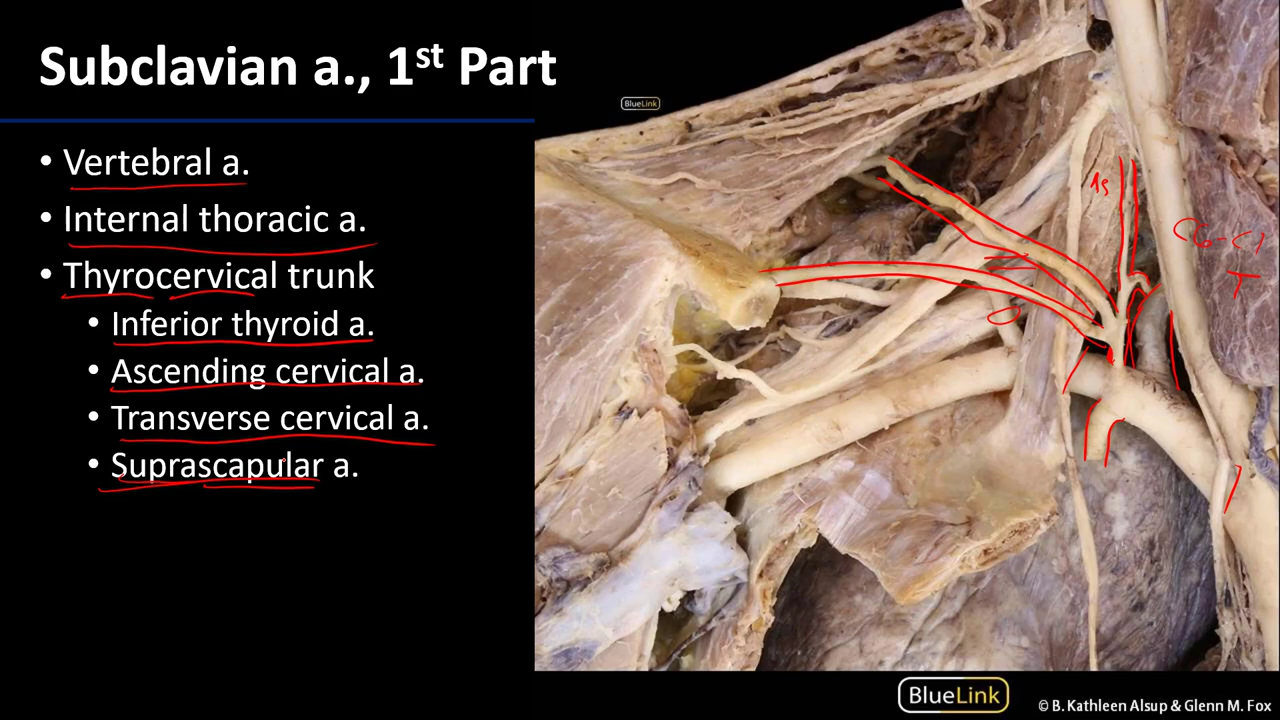 Subclavian a., 1st Part
BlueLink
• Vertebral a.
• Internal thoracic a.
• Thyrocervical trunk
• Inferior thyroid a.
• Ascending cervical a.
• Transverse cervical a.
• Suprascapular a.
BlueLink
© B. Kathleen Alsup & Glenn M. Fox